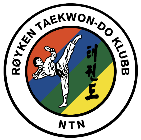 RØYKEN TAEKWON-DO KLUBB
태권도
NTN